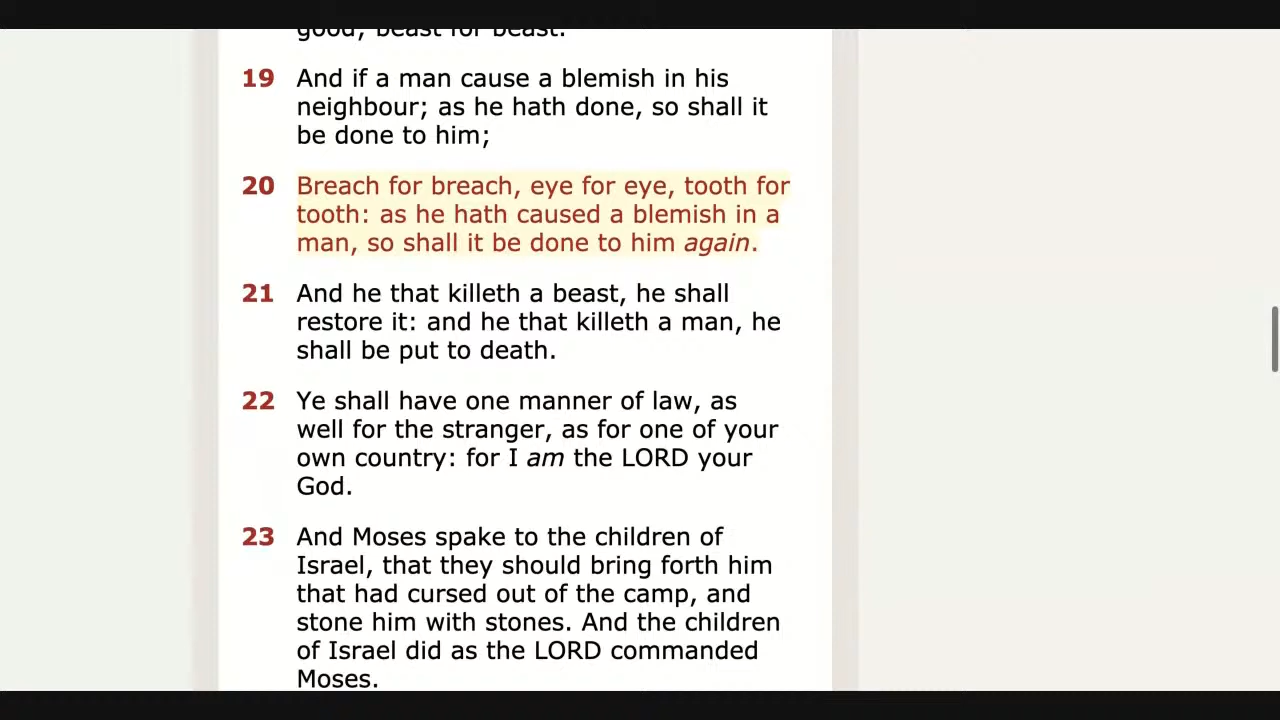 good; beast for beast.
19 And if a man cause a blemish in his
neighbour; as he hath done, so shall it
be done to him;
20 Breach for breach, eye for eye, tooth for
tooth: as he hath caused a blemish in a
man, so shall it be done to him again.
21 And he that killeth a beast, he shall
restore it: and he that killeth a man, he
shall be put to death.
22 Ye shall have one manner of law, as
well for the stranger, as for one of your
own country: for I am the LORD your
God.
23 And Moses spake to the children of
Israel, that they should bring forth him
that had cursed out of the camp, and
stone him with stones. And the children
of Israel did as the LORD commanded
Moses.